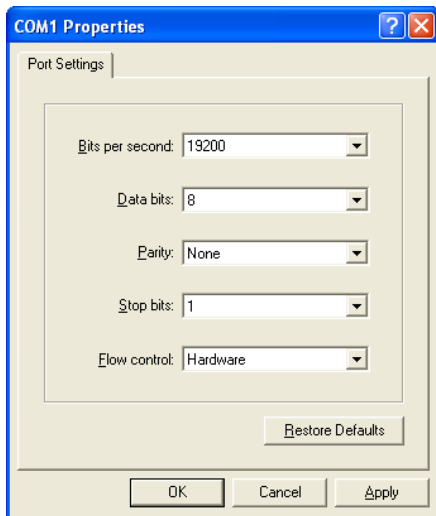 COM1 Properties
Port Settings
Bits per second: 19200
Data bits: 8
Parity: None
Stop bits: 1
Flow control: Hardware
Restore Defaults
OK Cancel Apply